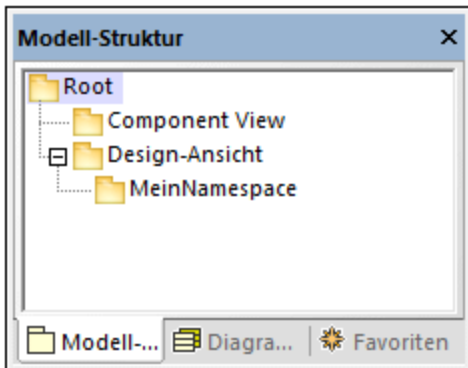 Modell-Struktur
Root
Component View
Design-Ansicht
MeinNamespace
Modell-... Diagra... Favoriten